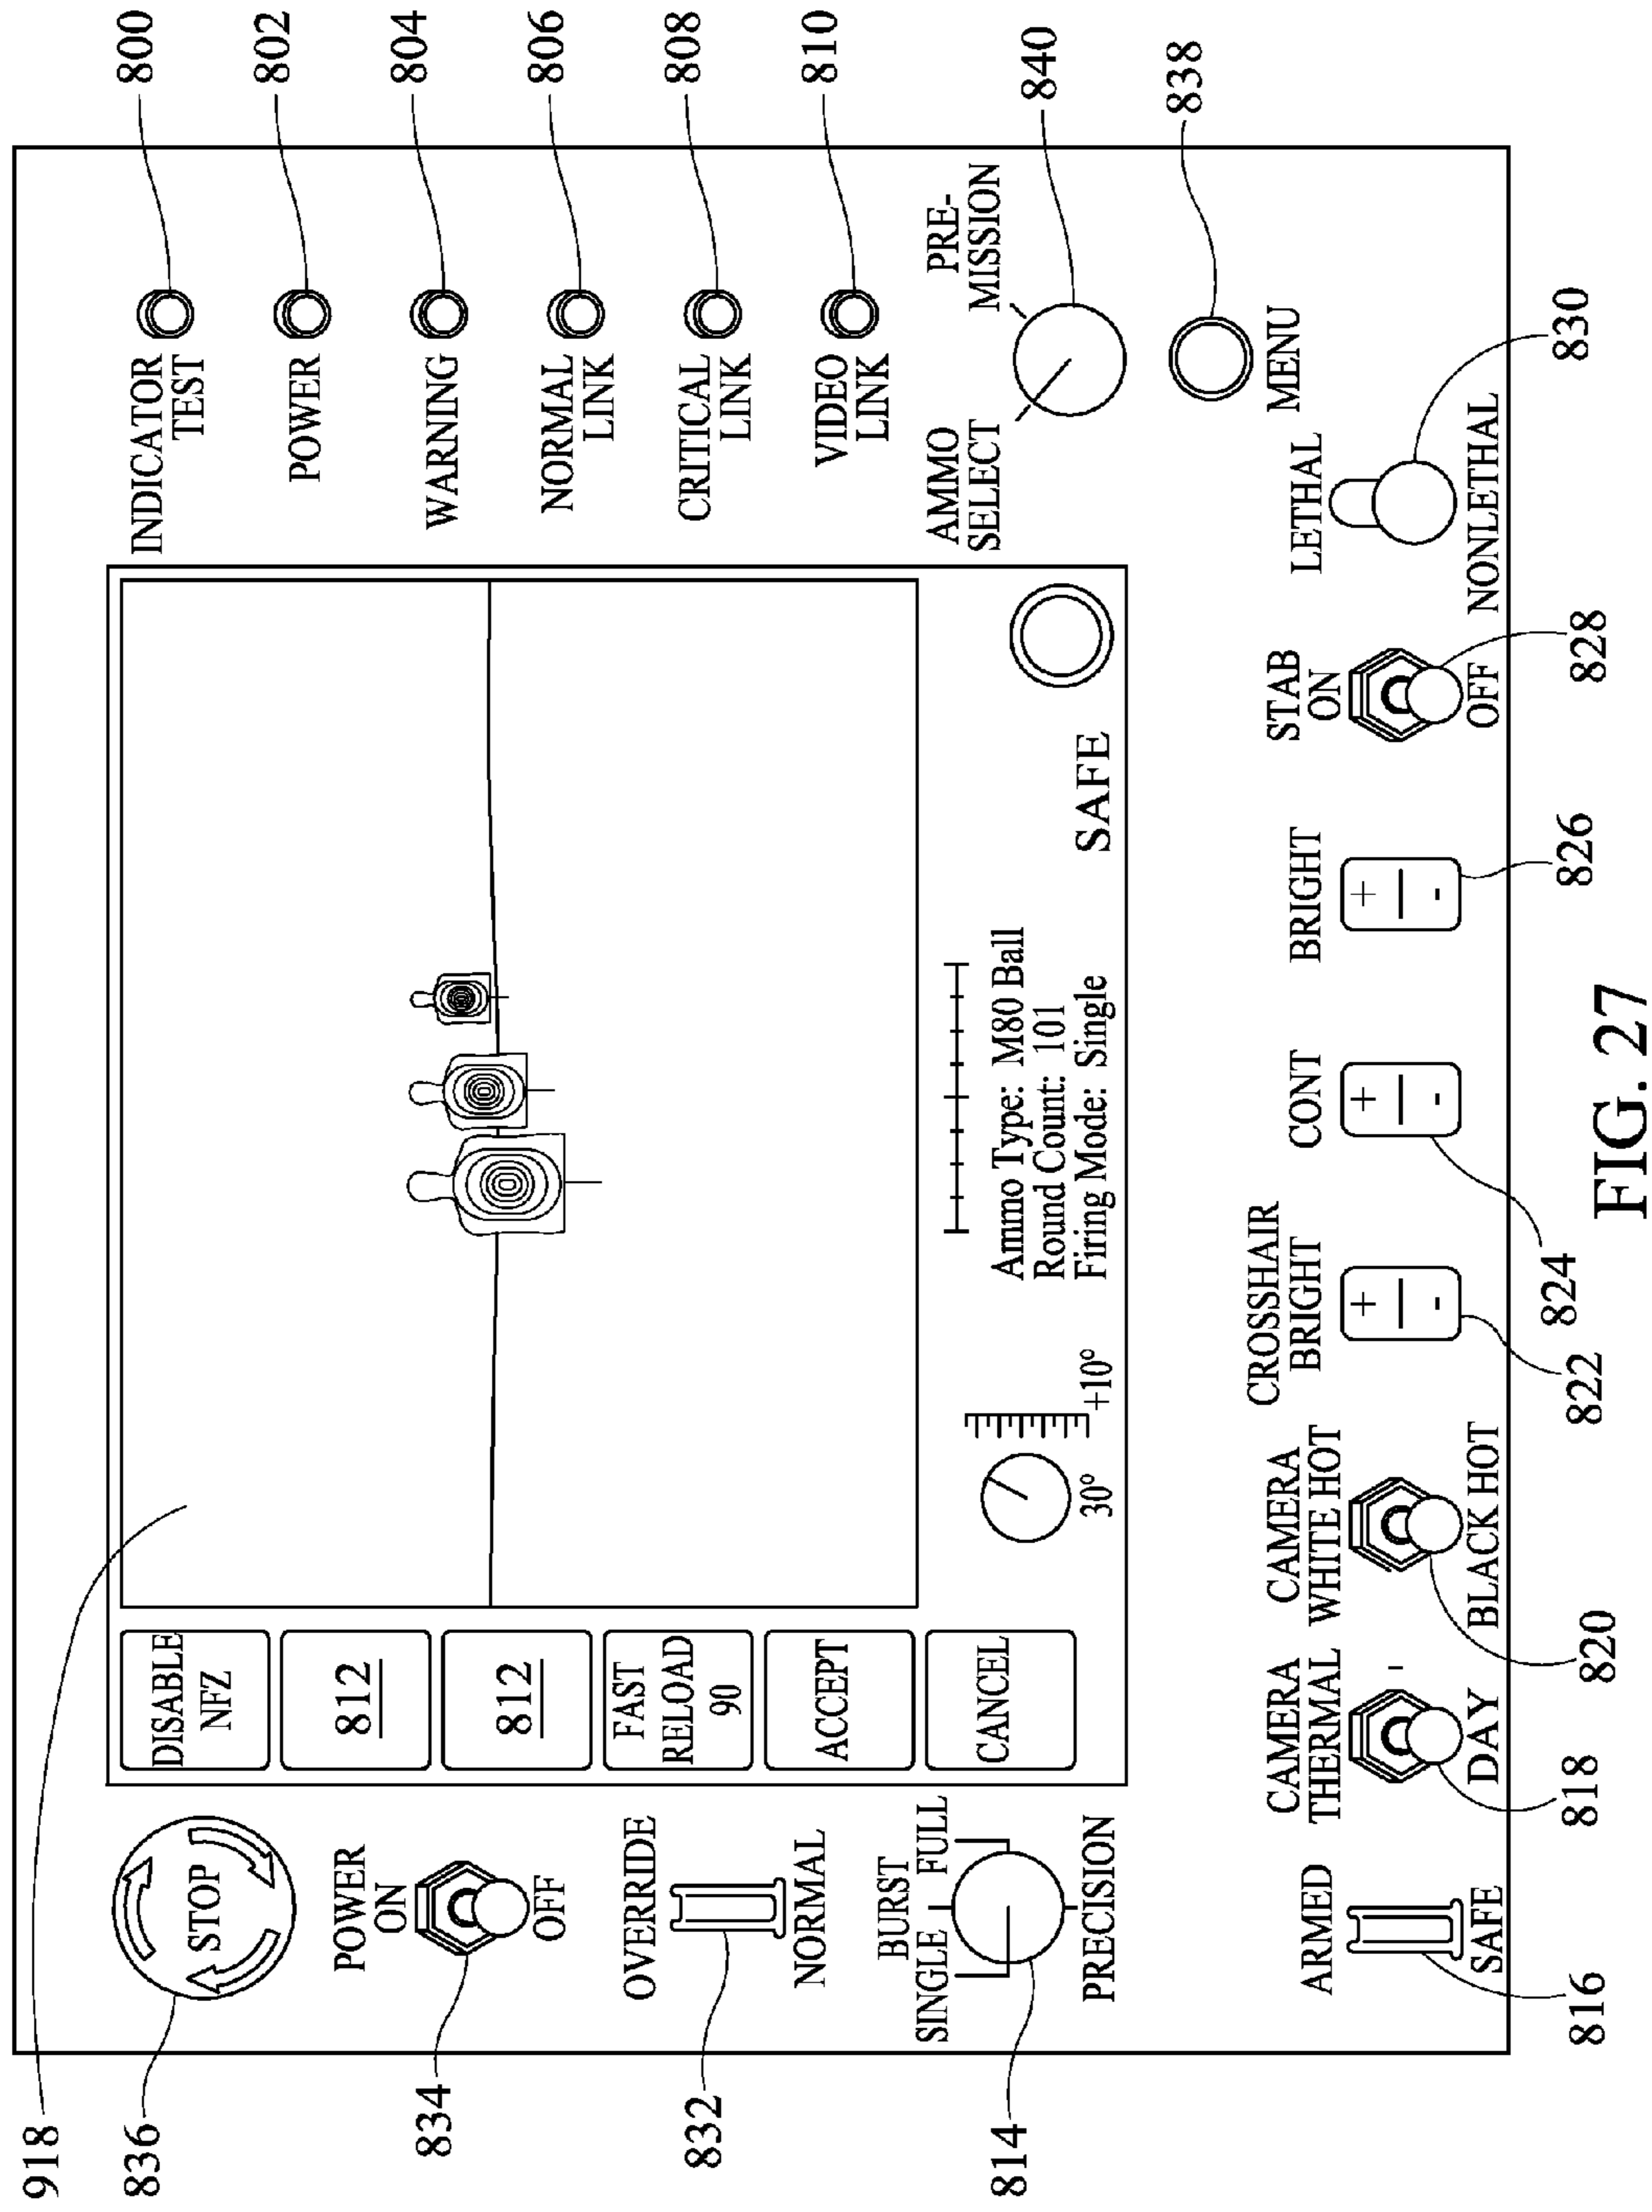 918
836
834
832
814
STOP
POWER
ON
OFF
OVERRIDE
NORMAL
BURST
SINGLE
FULL
PRECISION
DISABLE
NFZ
812
812
FAST
RELOAD
90
ACCEPT
CANCEL
30°
+10°
Ammo Type: M80 Ball
Round Count: 101
Firing Mode: Single
SAFE
INDICATOR
TEST
POWER
WARNING
NORMAL
LINK
CRITICAL
LINK
VIDEO
LINK
AMMO
SELECT
PRE-
MISSION
MENU
800
802
804
806
808
810
840
838
ARMED
SAFE
CAMERA
THERMAL
-
DAY
CAMERA
WHITE HOT
BLACK HOT
CROSSHAIR
BRIGHT
+
-
CONT
+
-
BRIGHT
+
-
STAB
ON
OFF
LETHAL
NONLETHAL
816
818
820
822
824
826
828
830
FIG. 27